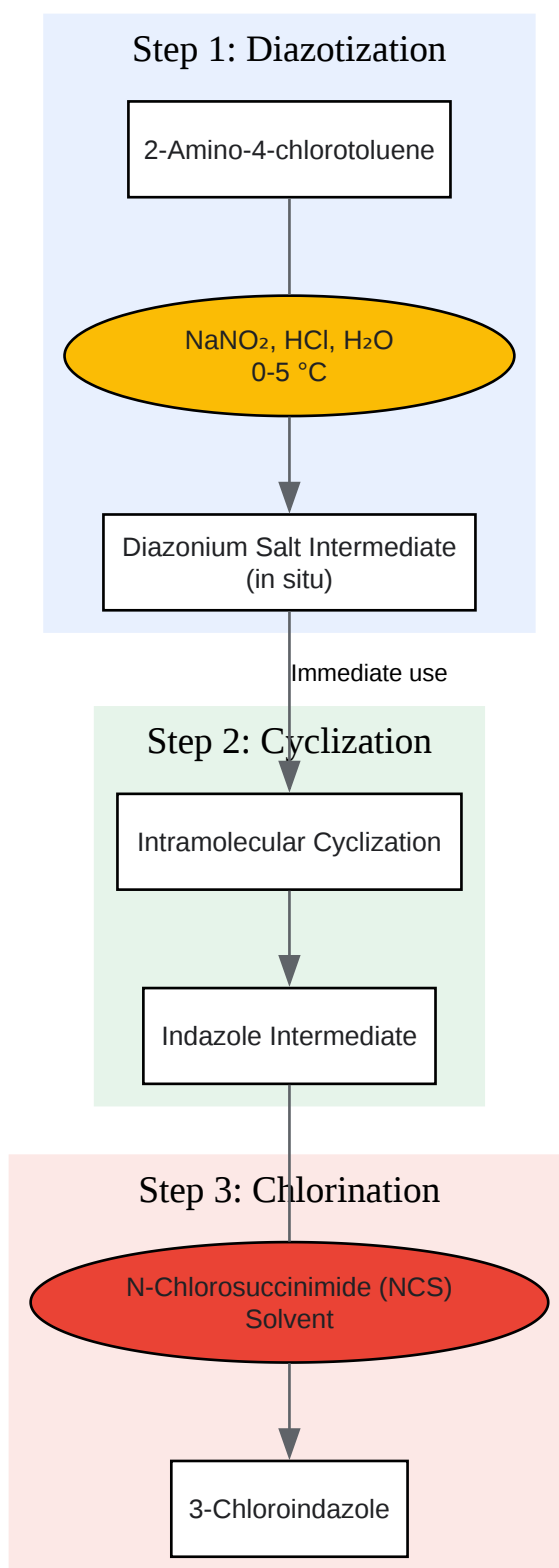 Step 1: Diazotization
2-Amino-4-chlorotoluene
NaNO₂, HCl, H₂O
0-5 °C
Diazonium Salt Intermediate
(in situ)
Immediate use
Step 2: Cyclization
Intramolecular Cyclization
Indazole Intermediate
Step 3: Chlorination
N-Chlorosuccinimide (NCS)
Solvent
3-Chloroindazole